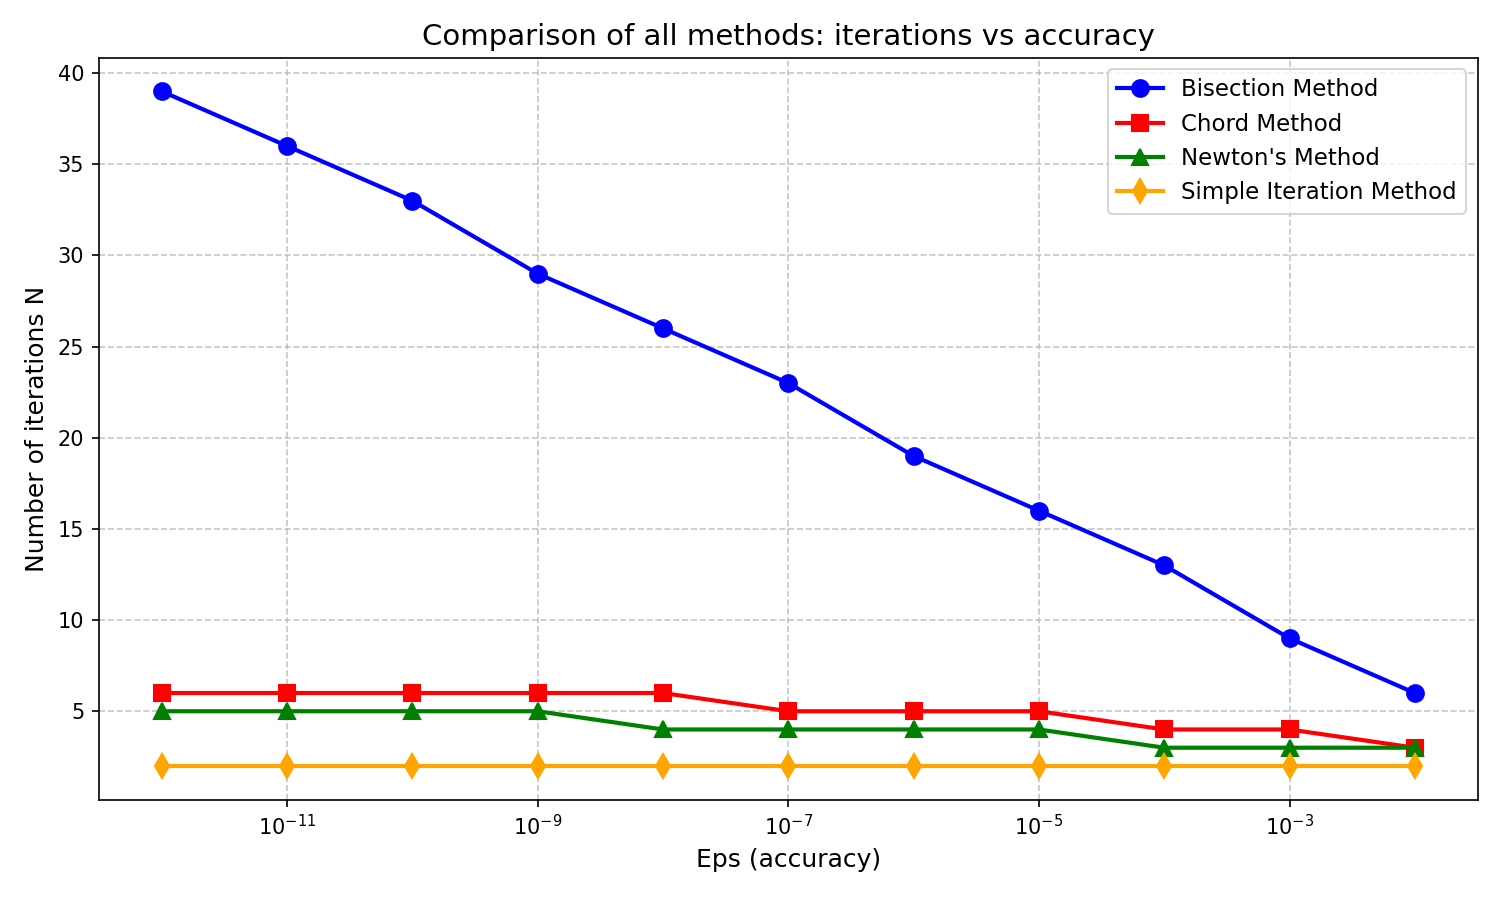 Comparison of all methods: iterations vs accuracy
Bisection Method
Chord Method
Newton's Method
Simple Iteration Method
Number of iterations N
40
35
30
25
20
15
10
5
10⁻¹¹ 10⁻⁹ 10⁻⁷ 10⁻⁵ 10⁻³
Eps (accuracy)